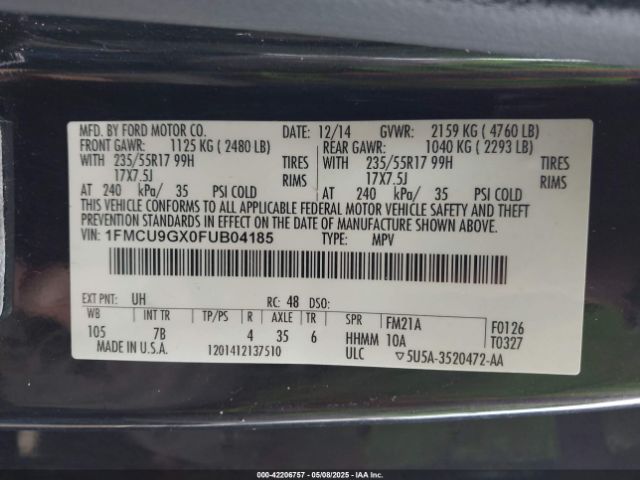 MFD. BY FORD MOTOR CO. DATE: 12/14 GVWR: 2159 KG ( 4760 LB)
FRONT GAWR: 1125 KG ( 2480 LB) REAR GAWR: 1040 KG ( 2293 LB)
WITH 235/55R17 99H TIRES WITH 235/55R17 99H TIRES
17X7.5J RIMS 17X7.5J RIMS
AT 240 kPa/ 35 PSI COLD AT 240 kPa/ 35 PSI COLD
THIS VEHICLE CONFORMS TO ALL APPLICABLE FEDERAL MOTOR VEHICLE SAFETY AND THEFT
PREVENTION STANDARDS IN EFFECT ON THE DATE OF MANUFACTURE SHOWN ABOVE.
VIN: 1FMCU9GX0FUB04185 TYPE: MPV
EXT PNT: UH RC: 48 DSO:
WB INT TR TP/PS R AXLE TR SPR FM21A F0126
105 7B 4 35 6 HHMM 10A T0327
MADE IN U.S.A. 1201412137510 ULC ▽5U5A-3520472-AA
000-42206757 - 05/08/2025 - IAAI.COM